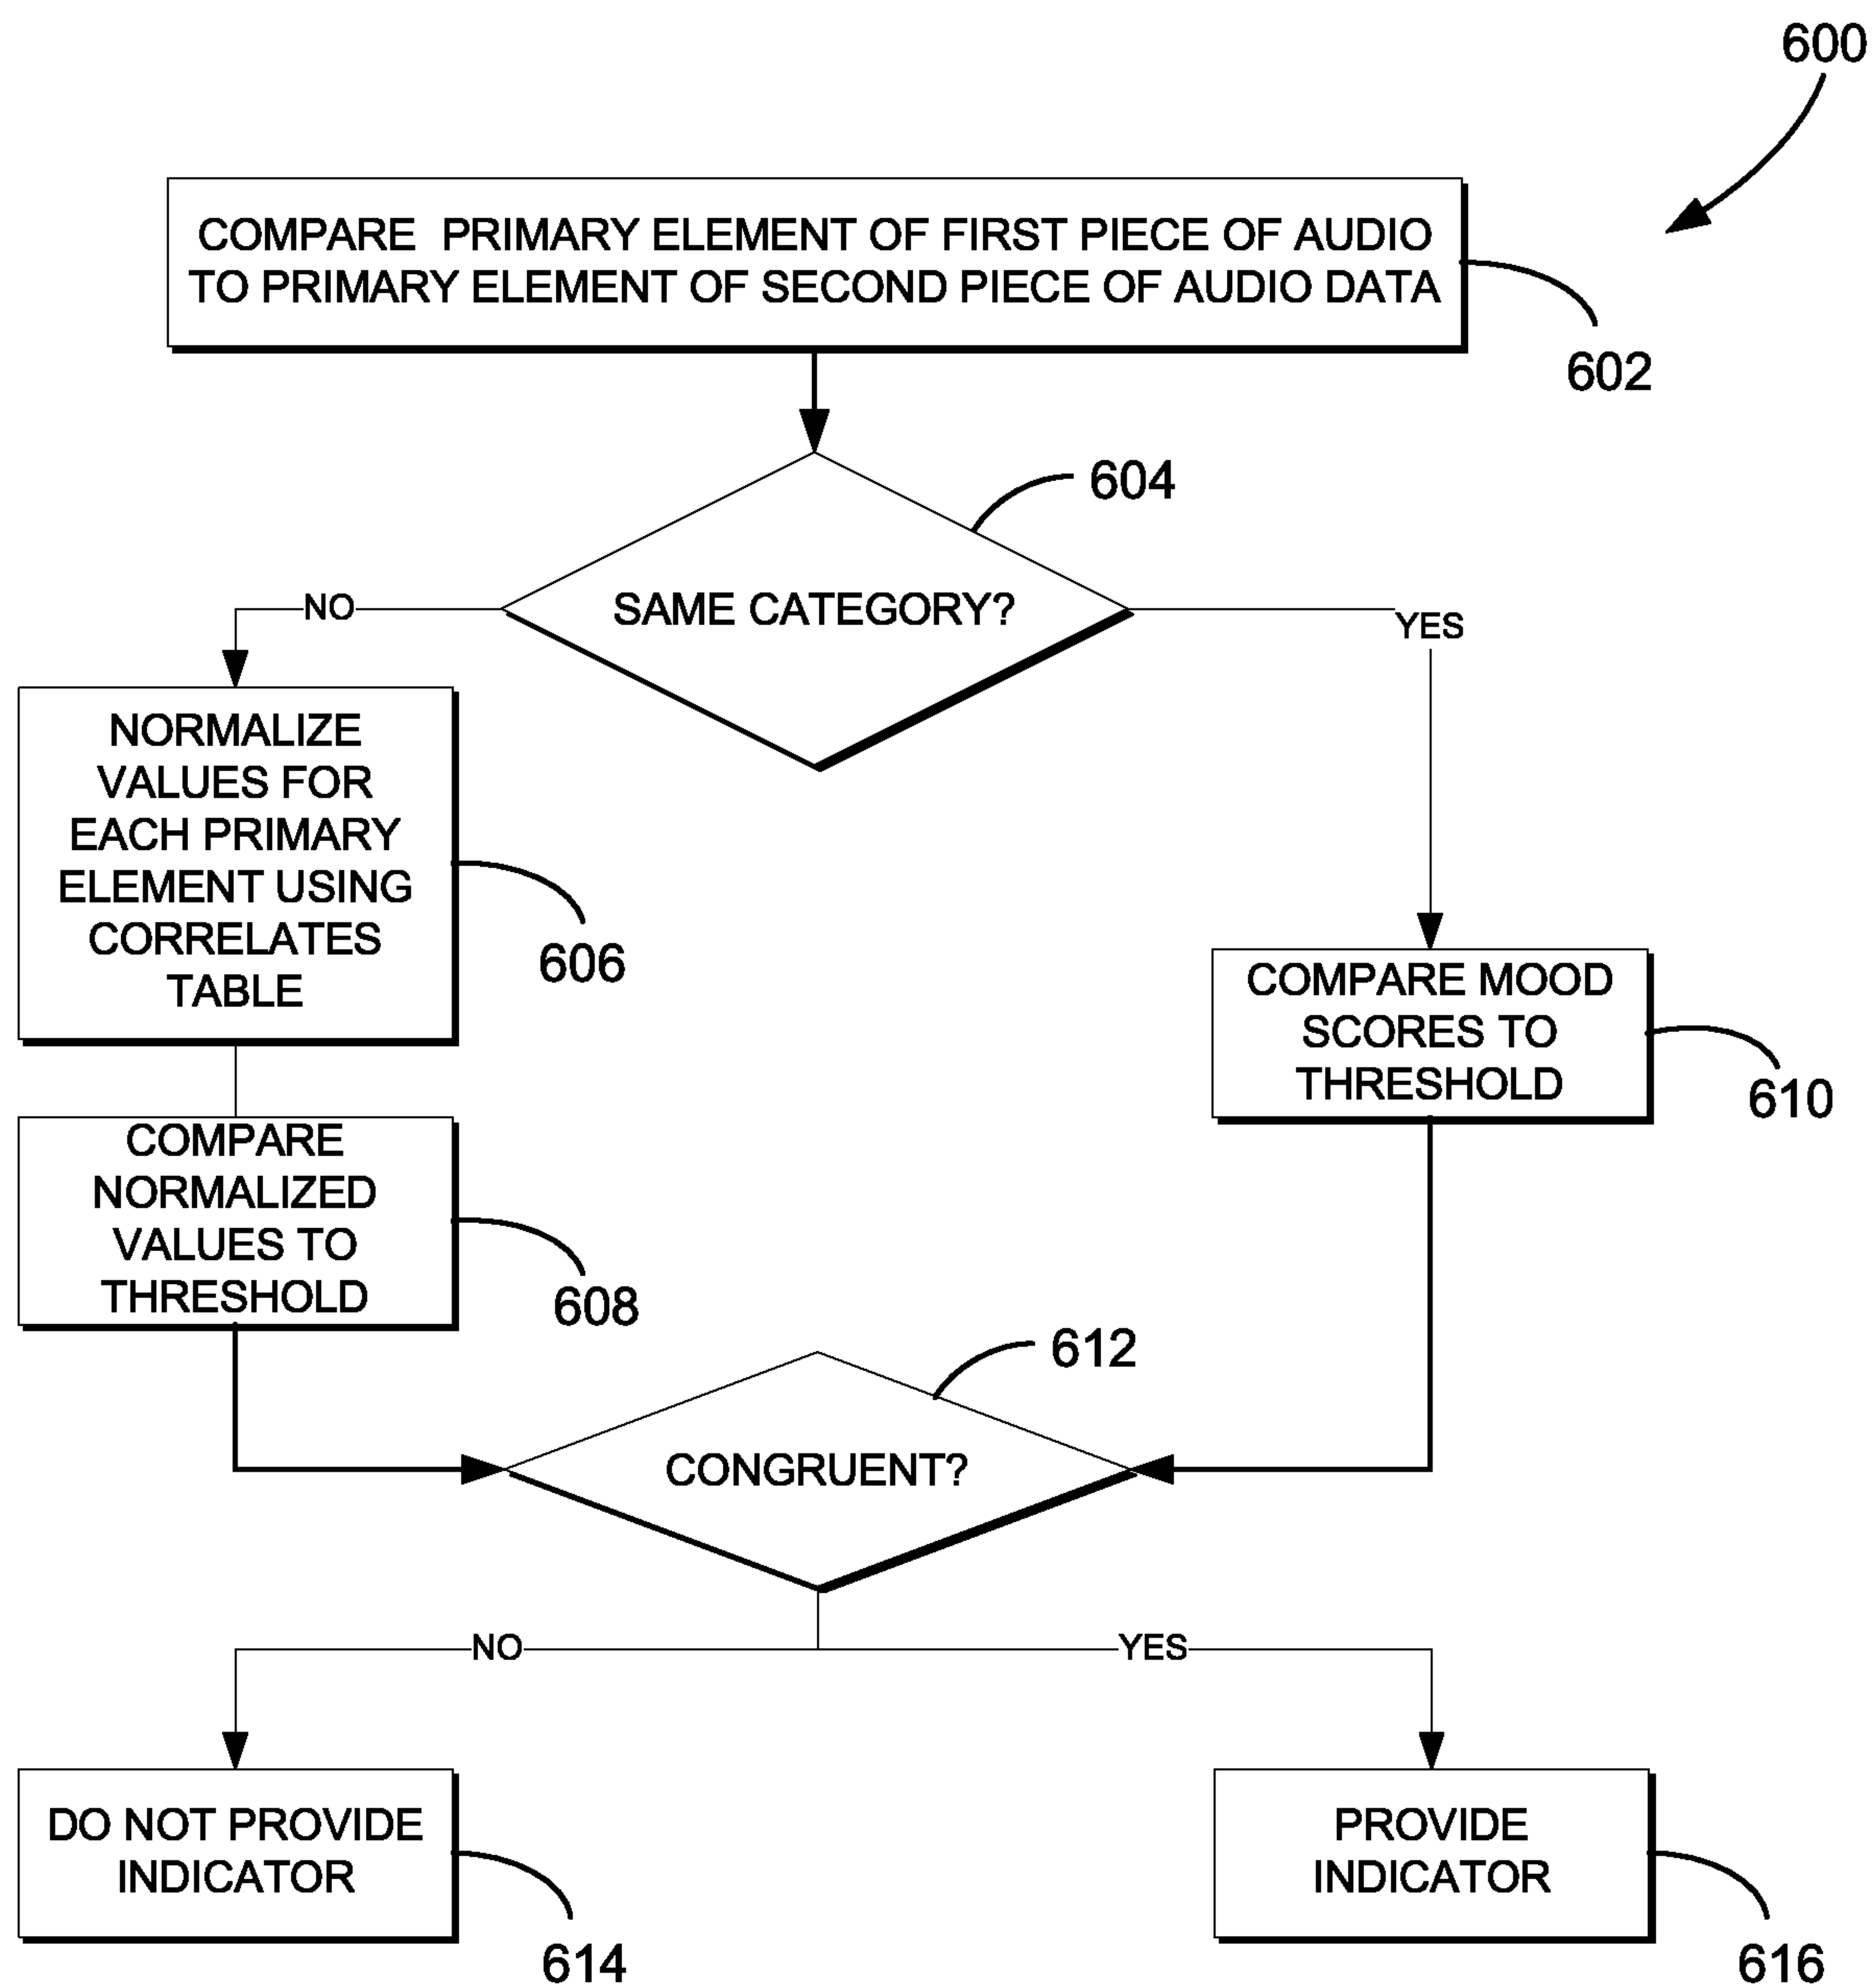 600
COMPARE PRIMARY ELEMENT OF FIRST PIECE OF AUDIO
TO PRIMARY ELEMENT OF SECOND PIECE OF AUDIO DATA
602
604
SAME CATEGORY?
NO
YES
NORMALIZE
VALUES FOR
EACH PRIMARY
ELEMENT USING
CORRELATES
TABLE
606
COMPARE MOOD
SCORES TO
THRESHOLD
610
COMPARE
NORMALIZED
VALUES TO
THRESHOLD
608
612
CONGRUENT?
NO
YES
DO NOT PROVIDE
INDICATOR
614
PROVIDE
INDICATOR
616